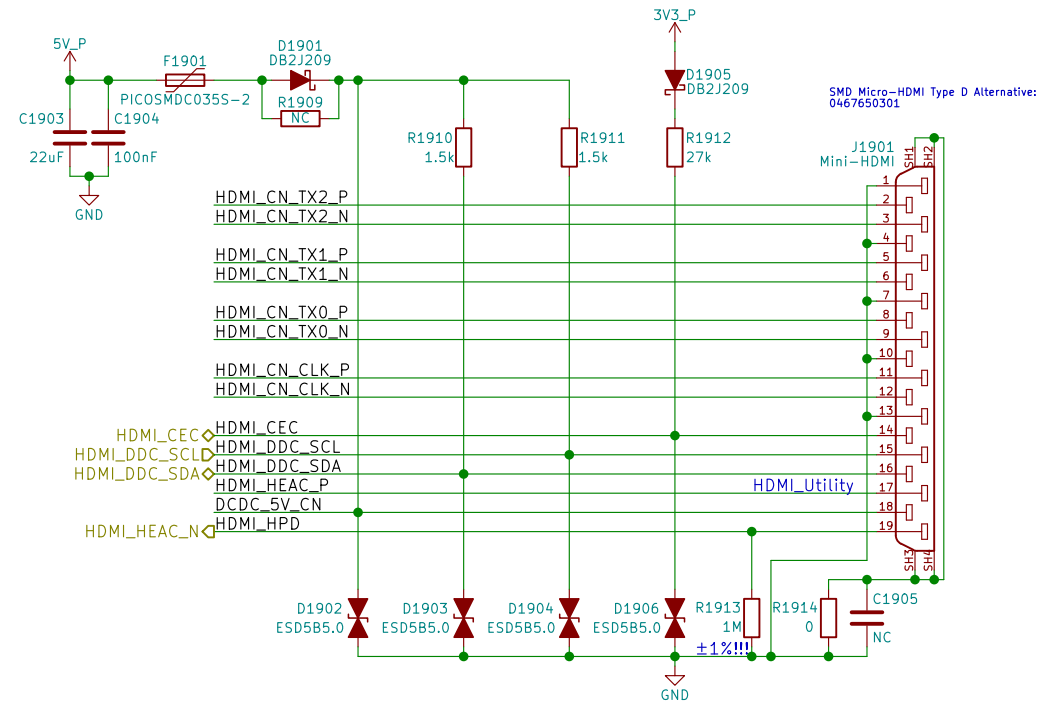 3V3_P
5V_P
D1901
DB2J209
F1901
PICOSMDC035S-2
R1909
NC
D1905
DB2J209
SMD Micro-HDMI Type D Alternative:
0467650301
C1903
22uF
C1904
100nF
GND
R1910
1.5k
R1911
1.5k
R1912
27k
J1901
Mini-HDMI
SH1
SH2
1
HDMI_CN_TX2_P
2
HDMI_CN_TX2_N
3
4
HDMI_CN_TX1_P
5
HDMI_CN_TX1_N
6
7
HDMI_CN_TX0_P
8
HDMI_CN_TX0_N
9
10
HDMI_CN_CLK_P
11
HDMI_CN_CLK_N
12
13
HDMI_CEC
HDMI_CEC
14
HDMI_DDC_SCL
HDMI_DDC_SCL
15
HDMI_DDC_SDA
HDMI_DDC_SDA
16
HDMI_HEAC_P
HDMI_Utility
17
DCDC_5V_CN
18
HDMI_HEAC_N
HDMI_HPD
19
SH3
SH4
D1902
ESD5B5.0
D1903
ESD5B5.0
D1904
ESD5B5.0
D1906
ESD5B5.0
R1913
1M
±1%!!!
R1914
0
C1905
NC
GND